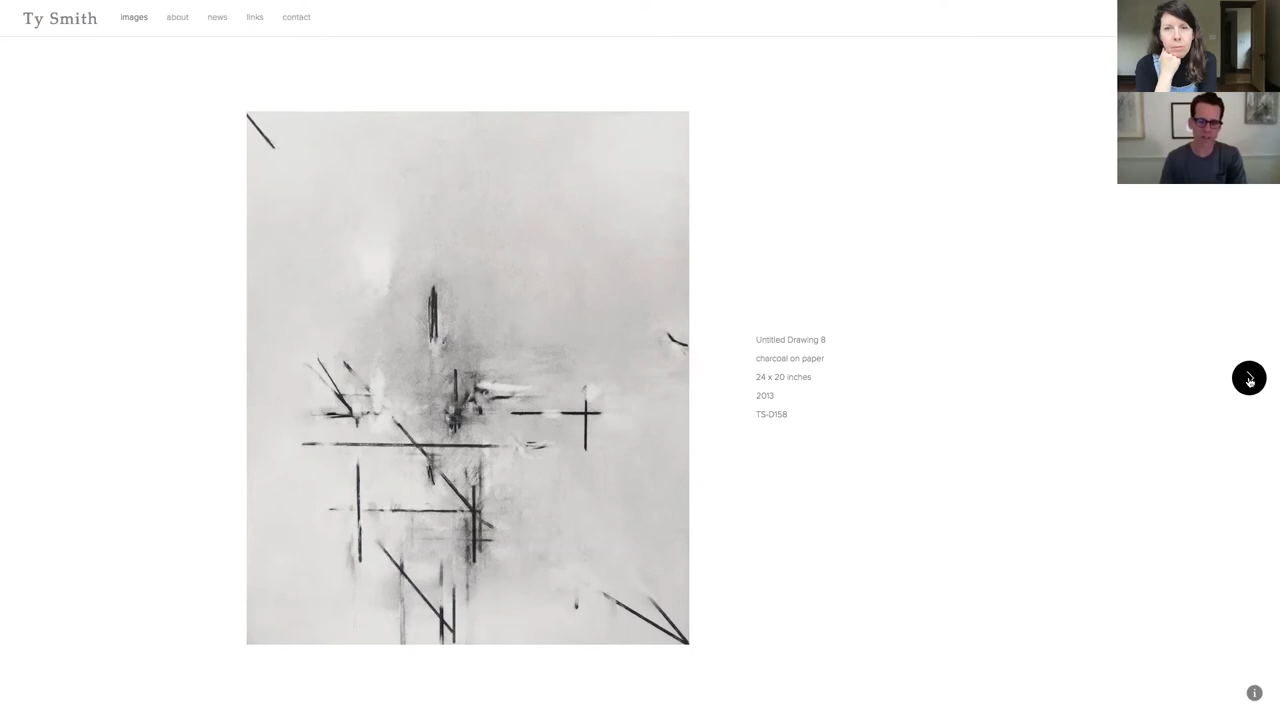 Ty Smith images about news links contact
Untitled Drawing 8
charcoal on paper
24 x 20 inches
2013
TS-D158
i